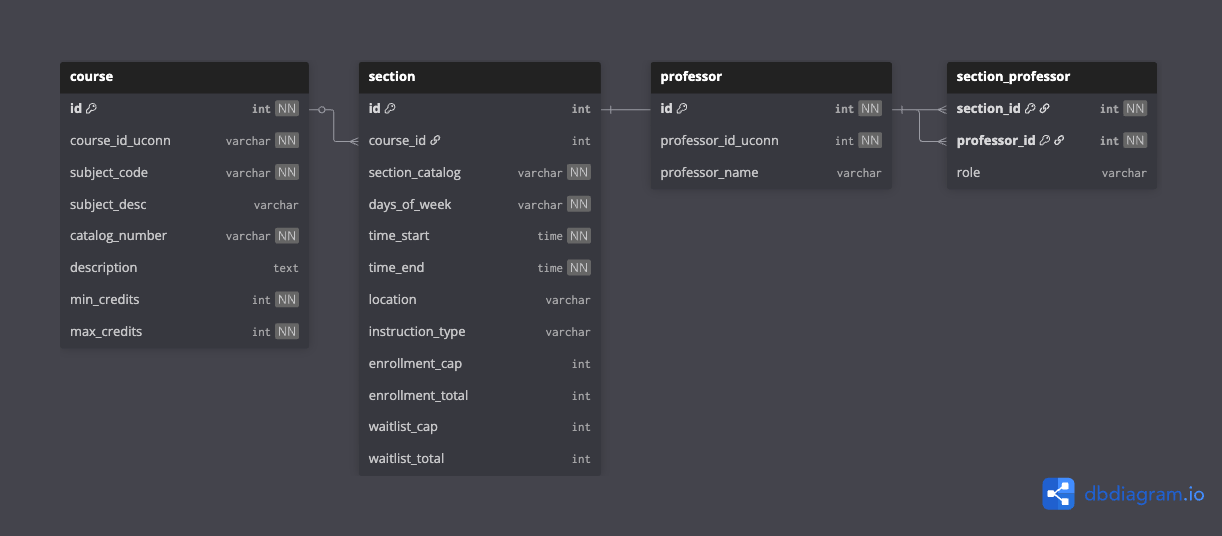 course
id int NN
course_id_uconn varchar NN
subject_code varchar NN
subject_desc varchar
catalog_number varchar NN
description text
min_credits int NN
max_credits int NN
section
id int
course_id int
section_catalog varchar NN
days_of_week varchar NN
time_start time NN
time_end time NN
location varchar
instruction_type varchar
enrollment_cap int
enrollment_total int
waitlist_cap int
waitlist_total int
professor
id int NN
professor_id_uconn int NN
professor_name varchar
section_professor
section_id int NN
professor_id int NN
role varchar
dbdiagram.io